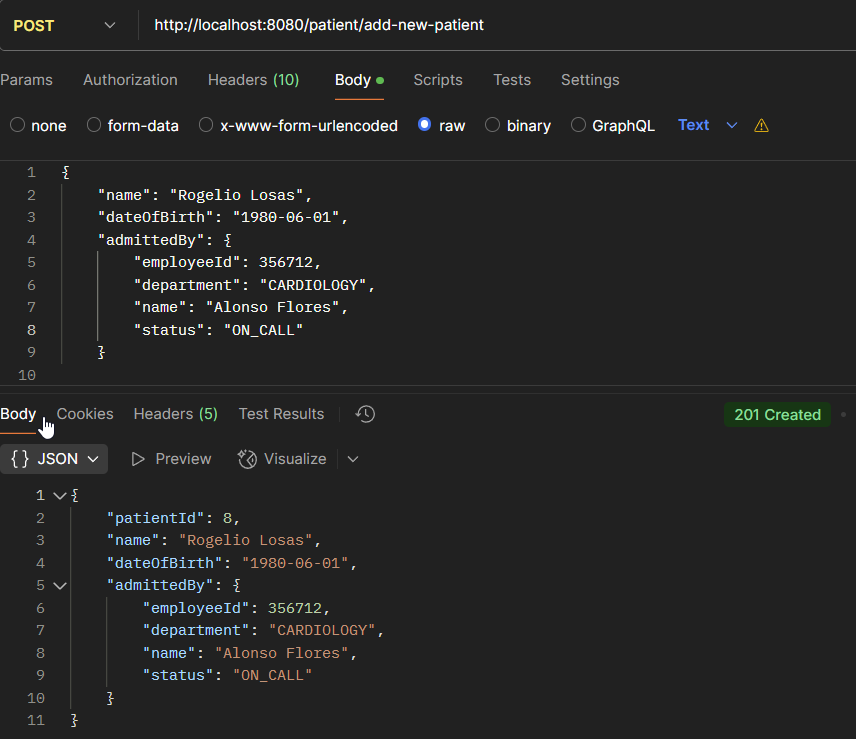 POST http://localhost:8080/patient/add-new-patient
Params Authorization Headers (10) Body Scripts Tests Settings
none form-data x-www-form-urlencoded raw binary GraphQL Text
1 {
2 "name": "Rogelio Losas",
3 "dateOfBirth": "1980-06-01",
4 "admittedBy": {
5 "employeeId": 356712,
6 "department": "CARDIOLOGY",
7 "name": "Alonso Flores",
8 "status": "ON_CALL"
9 }
10
Body Cookies Headers (5) Test Results 201 Created
{} JSON Preview Visualize
1 {
2 "patientId": 8,
3 "name": "Rogelio Losas",
4 "dateOfBirth": "1980-06-01",
5 "admittedBy": {
6 "employeeId": 356712,
7 "department": "CARDIOLOGY",
8 "name": "Alonso Flores",
9 "status": "ON_CALL"
10 }
11 }